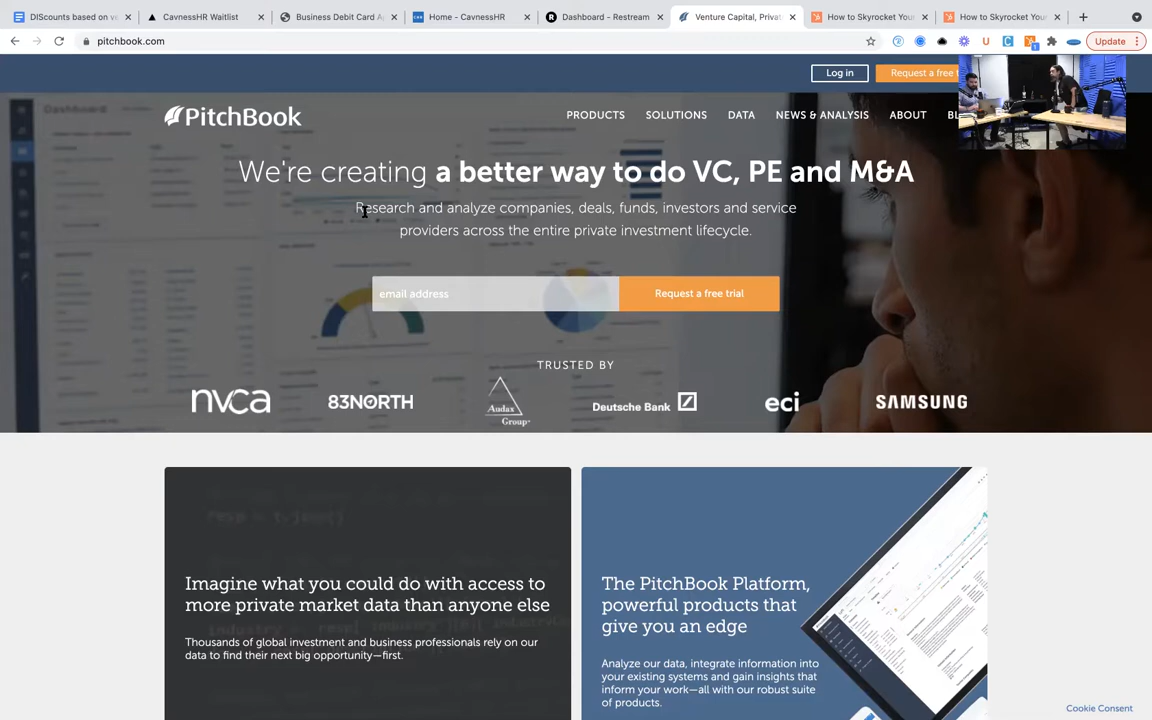 DIScounts based on v
CavnessHR Waitlist
Business Debit Card A
Home - CavnessHR
Dashboard - Restream
Venture Capital, Priva
How to Skyrocket You
How to Skyrocket You
pitchbook.com
Update
Log in
Request a free t
PitchBook
PRODUCTS
SOLUTIONS
DATA
NEWS & ANALYSIS
ABOUT
BL
We're creating a better way to do VC, PE and M&A
Research and analyze companies, deals, funds, investors and service
providers across the entire private investment lifecycle.
email address
Request a free trial
TRUSTED BY
nvca
83NORTH
Audax
Group
Deutsche Bank
eci
SAMSUNG
Imagine what you could do with access to
more private market data than anyone else
Thousands of global investment and business professionals rely on our
data to find their next big opportunity—first.
The PitchBook Platform,
powerful products that
give you an edge
Analyze our data, integrate information into
your existing systems and gain insights that
inform your work—all with our robust suite
of products.
Cookie Consent